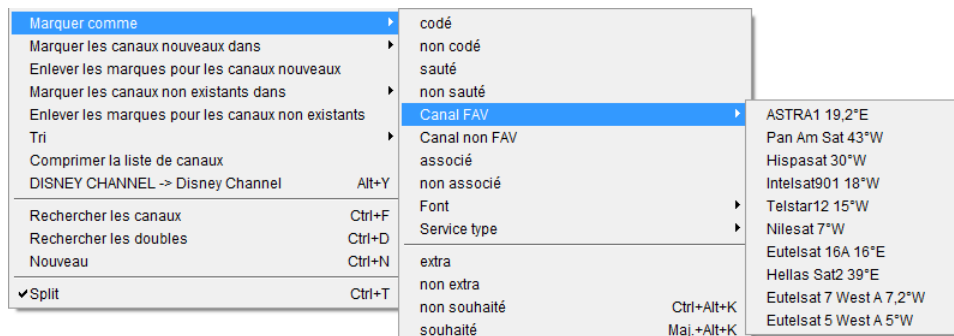 Marquer comme
Marquer les canaux nouveaux dans
Enlever les marques pour les canaux nouveaux
Marquer les canaux non existants dans
Enlever les marques pour les canaux non existants
Tri
Comprimer la liste de canaux
DISNEY CHANNEL -> Disney Channel Alt+Y
Rechercher les canaux Ctrl+F
Rechercher les doubles Ctrl+D
Nouveau Ctrl+N
Split Ctrl+T
codé
non codé
sauté
non sauté
Canal FAV
Canal non FAV
associé
non associé
Font
Service type
extra
non extra
non souhaité Ctrl+Alt+K
souhaité Maj.+Alt+K
ASTRA1 19,2°E
Pan Am Sat 43°W
Hispasat 30°W
Intelsat901 18°W
Telstar12 15°W
Nilesat 7°W
Eutelsat 16A 16°E
Hellas Sat2 39°E
Eutelsat 7 West A 7,2°W
Eutelsat 5 West A 5°W